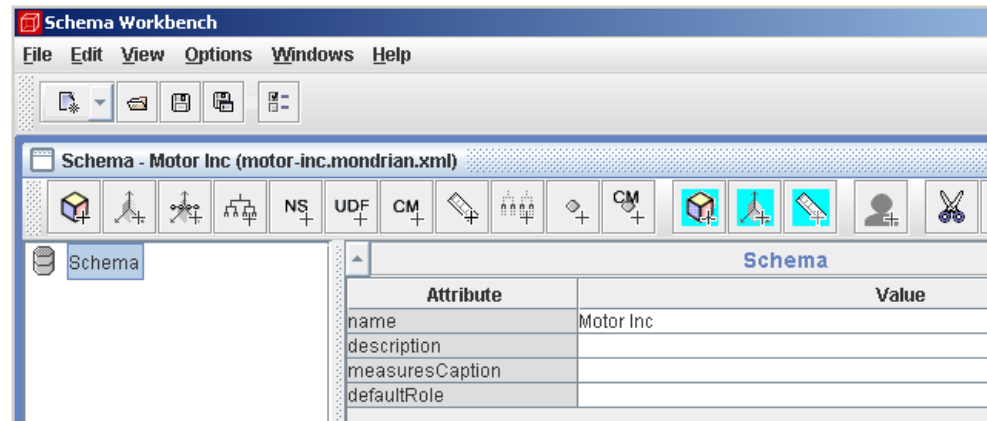 Schema Workbench
File Edit View Options Windows Help
Schema - Motor Inc (motor-inc.mondrian.xml)
NS UDF CM CM
Schema
Schema
Attribute Value
name Motor Inc
description
measuresCaption
defaultRole